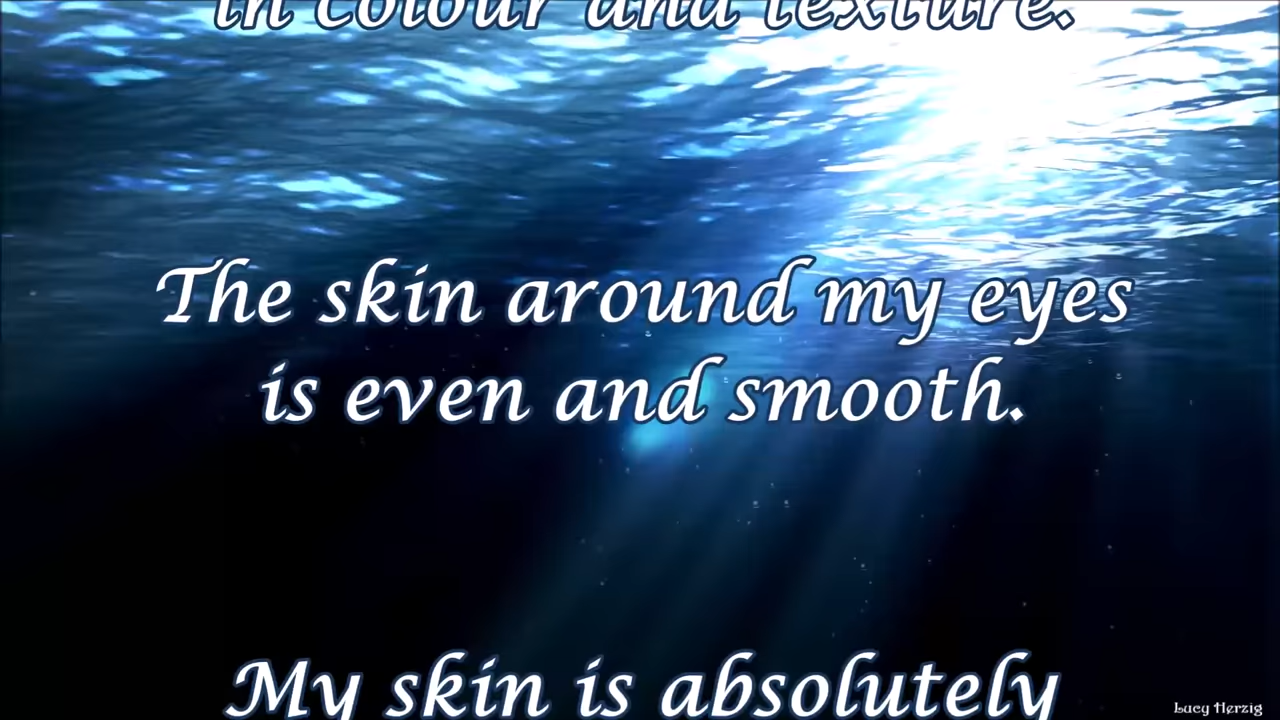 in colour and texture.
The skin around my eyes
is even and smooth.
My skin is absolutely
Lucy Herzig